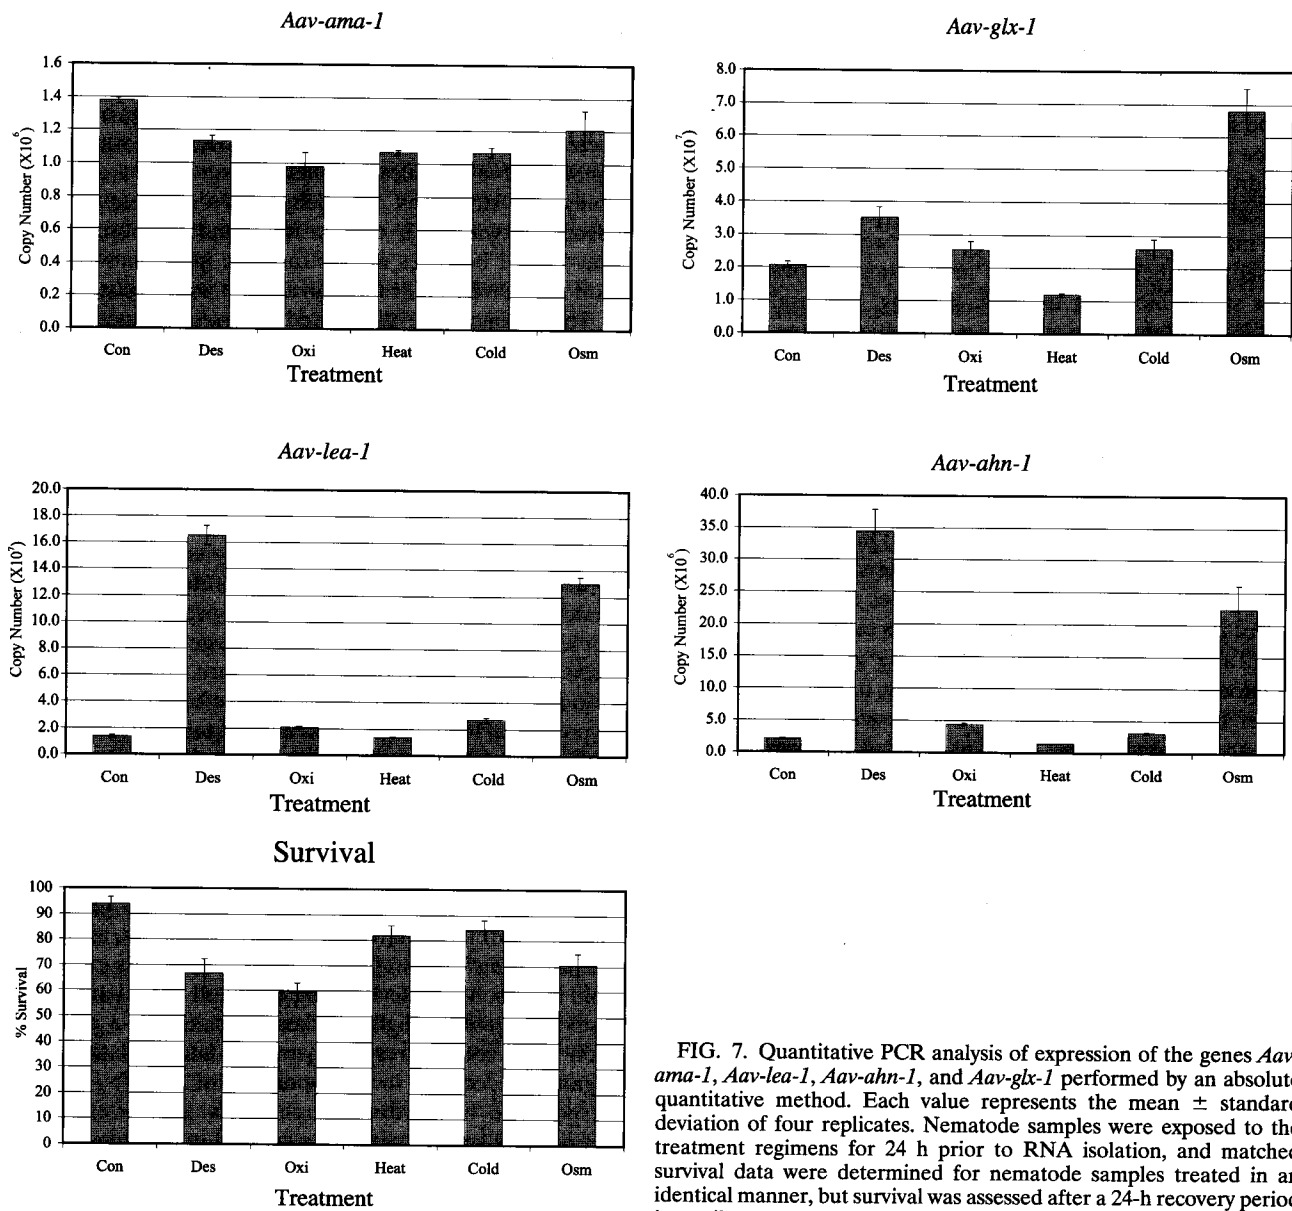 Aav-ama-1
1.6
1.4
1.2
1.0
0.8
0.6
0.4
0.2
0.0
Copy Number (X10⁶)
Con Des Oxi Heat Cold Osm
Treatment
Aav-glx-1
8.0
7.0
6.0
5.0
4.0
3.0
2.0
1.0
0.0
Copy Number (X10⁷)
Con Des Oxi Heat Cold Osm
Treatment
Aav-lea-1
20.0
18.0
16.0
14.0
12.0
10.0
8.0
6.0
4.0
2.0
0.0
Copy Number (X10⁷)
Con Des Oxi Heat Cold Osm
Treatment
Aav-ahn-1
40.0
35.0
30.0
25.0
20.0
15.0
10.0
5.0
0.0
Copy Number (X10⁶)
Con Des Oxi Heat Cold Osm
Treatment
Survival
100
90
80
70
60
50
40
30
20
10
0
% Survival
Con Des Oxi Heat Cold Osm
Treatment
FIG. 7. Quantitative PCR analysis of expression of the genes Aav
ama-1, Aav-lea-1, Aav-ahn-1, and Aav-glx-1 performed by an absolut
quantitative method. Each value represents the mean ± standard
deviation of four replicates. Nematode samples were exposed to the
treatment regimens for 24 h prior to RNA isolation, and matched
survival data were determined for nematode samples treated in an
identical manner, but survival was assessed after a 24-h recovery period